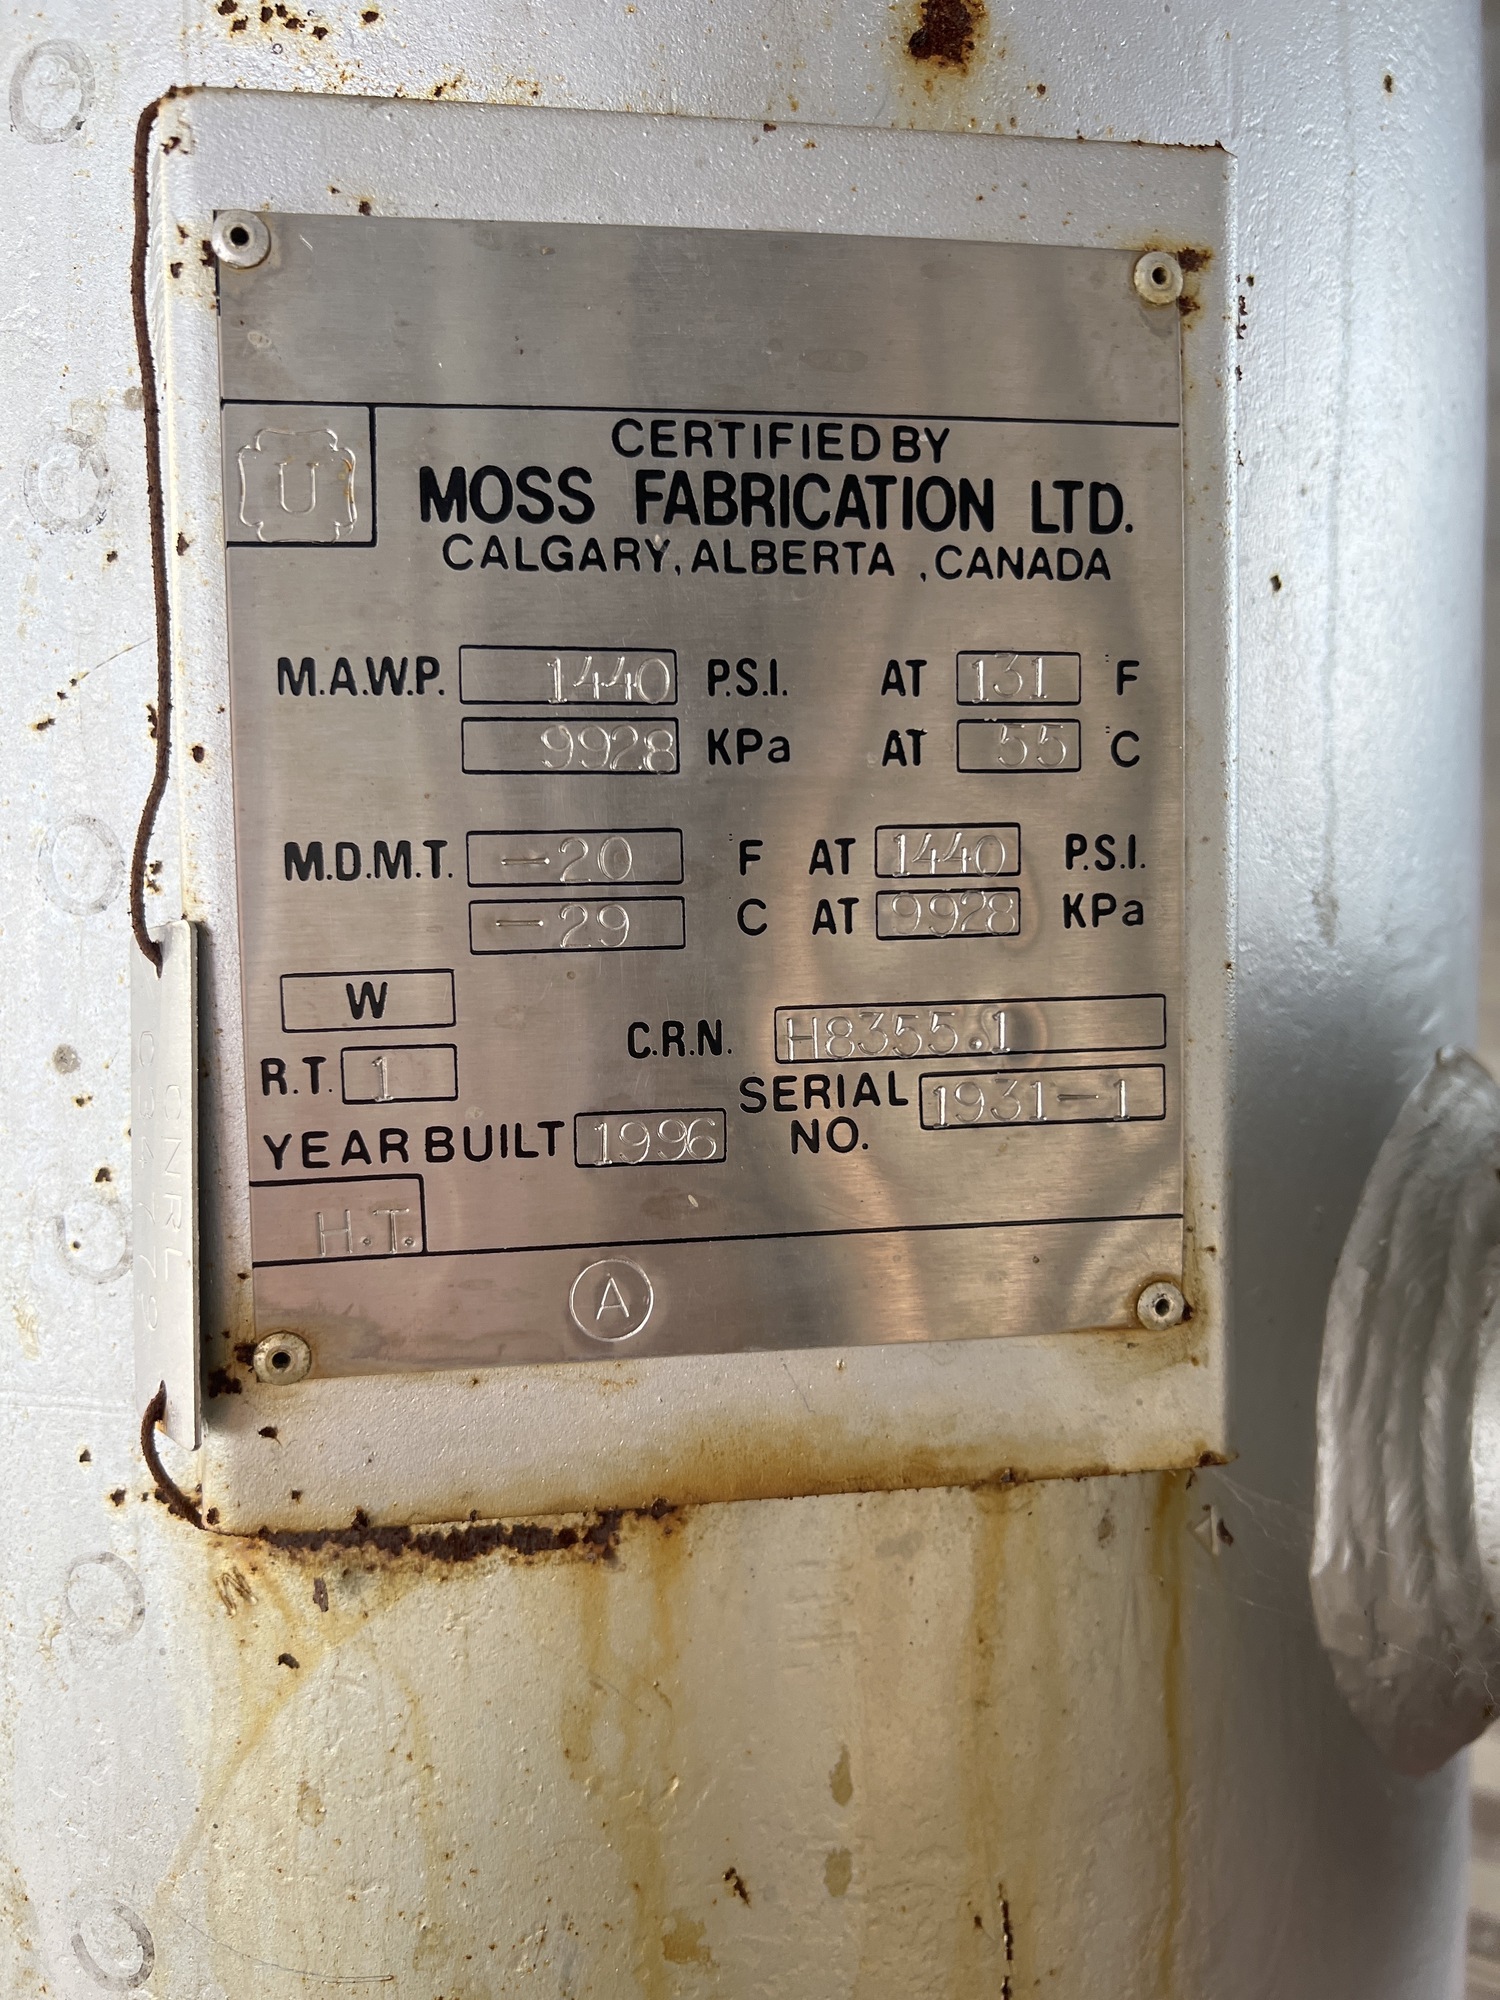 CERTIFIED BY
U
MOSS FABRICATION LTD.
CALGARY, ALBERTA , CANADA
M.A.W.P. 1440 P.S.I. AT 131 °F
9928 KPa AT 55 °C
M.D.M.T. -20 °F AT 1440 P.S.I.
-29 C AT 9928 KPa
W
C.R.N. H8355.1
R.T. 1
SERIAL NO. 1931-1
YEAR BUILT 1996
H.T.
A
CNRL